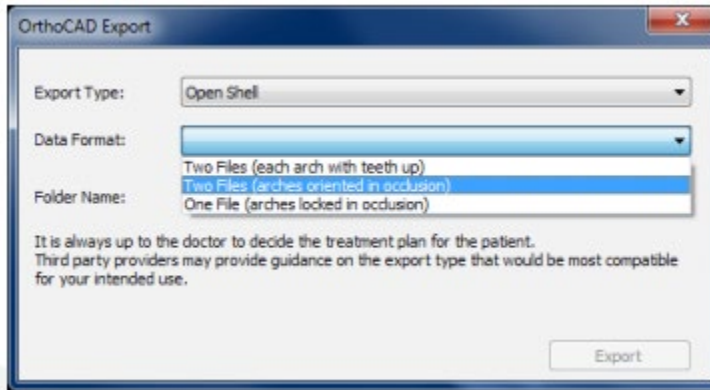 OrthoCAD Export
Export Type:
Open Shell
Data Format:
Two Files (each arch with teeth up)
Two Files (arches oriented in occlusion)
One File (arches locked in occlusion)
Folder Name:
It is always up to the doctor to decide the treatment plan for the patient.
Third party providers may provide guidance on the export type that would be most compatible
for your intended use.
Export